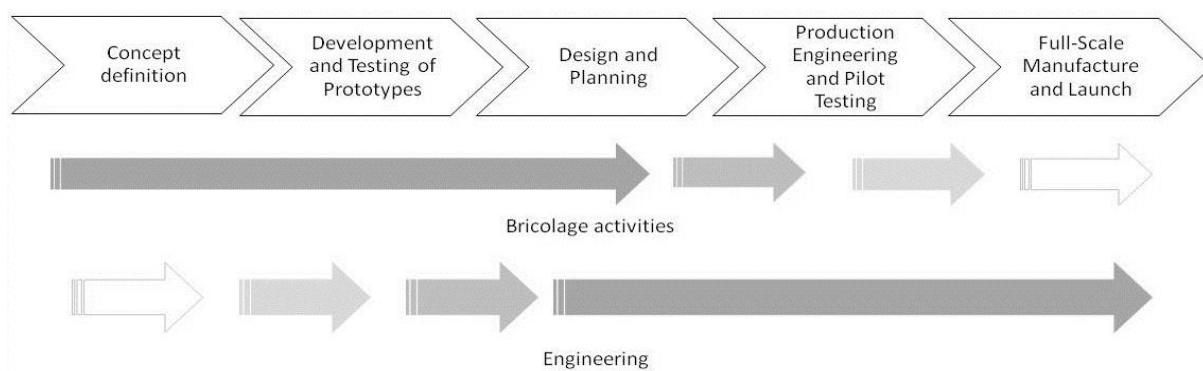 Concept
definition
Development
and Testing of
Prototypes
Design and
Planning
Production
Engineering
and Pilot
Testing
Full-Scale
Manufacture
and Launch
Bricolage activities
Engineering